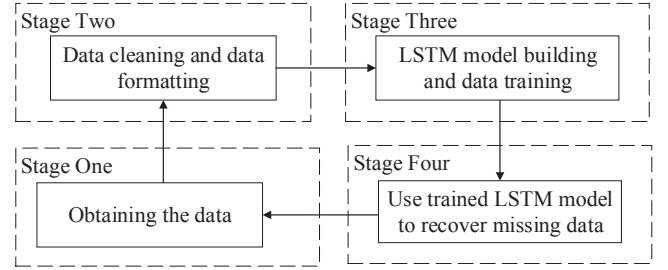 Stage Two
Data cleaning and data
formatting
Stage Three
LSTM model building
and data training
Stage One
Obtaining the data
Stage Four
Use trained LSTM model
to recover missing data